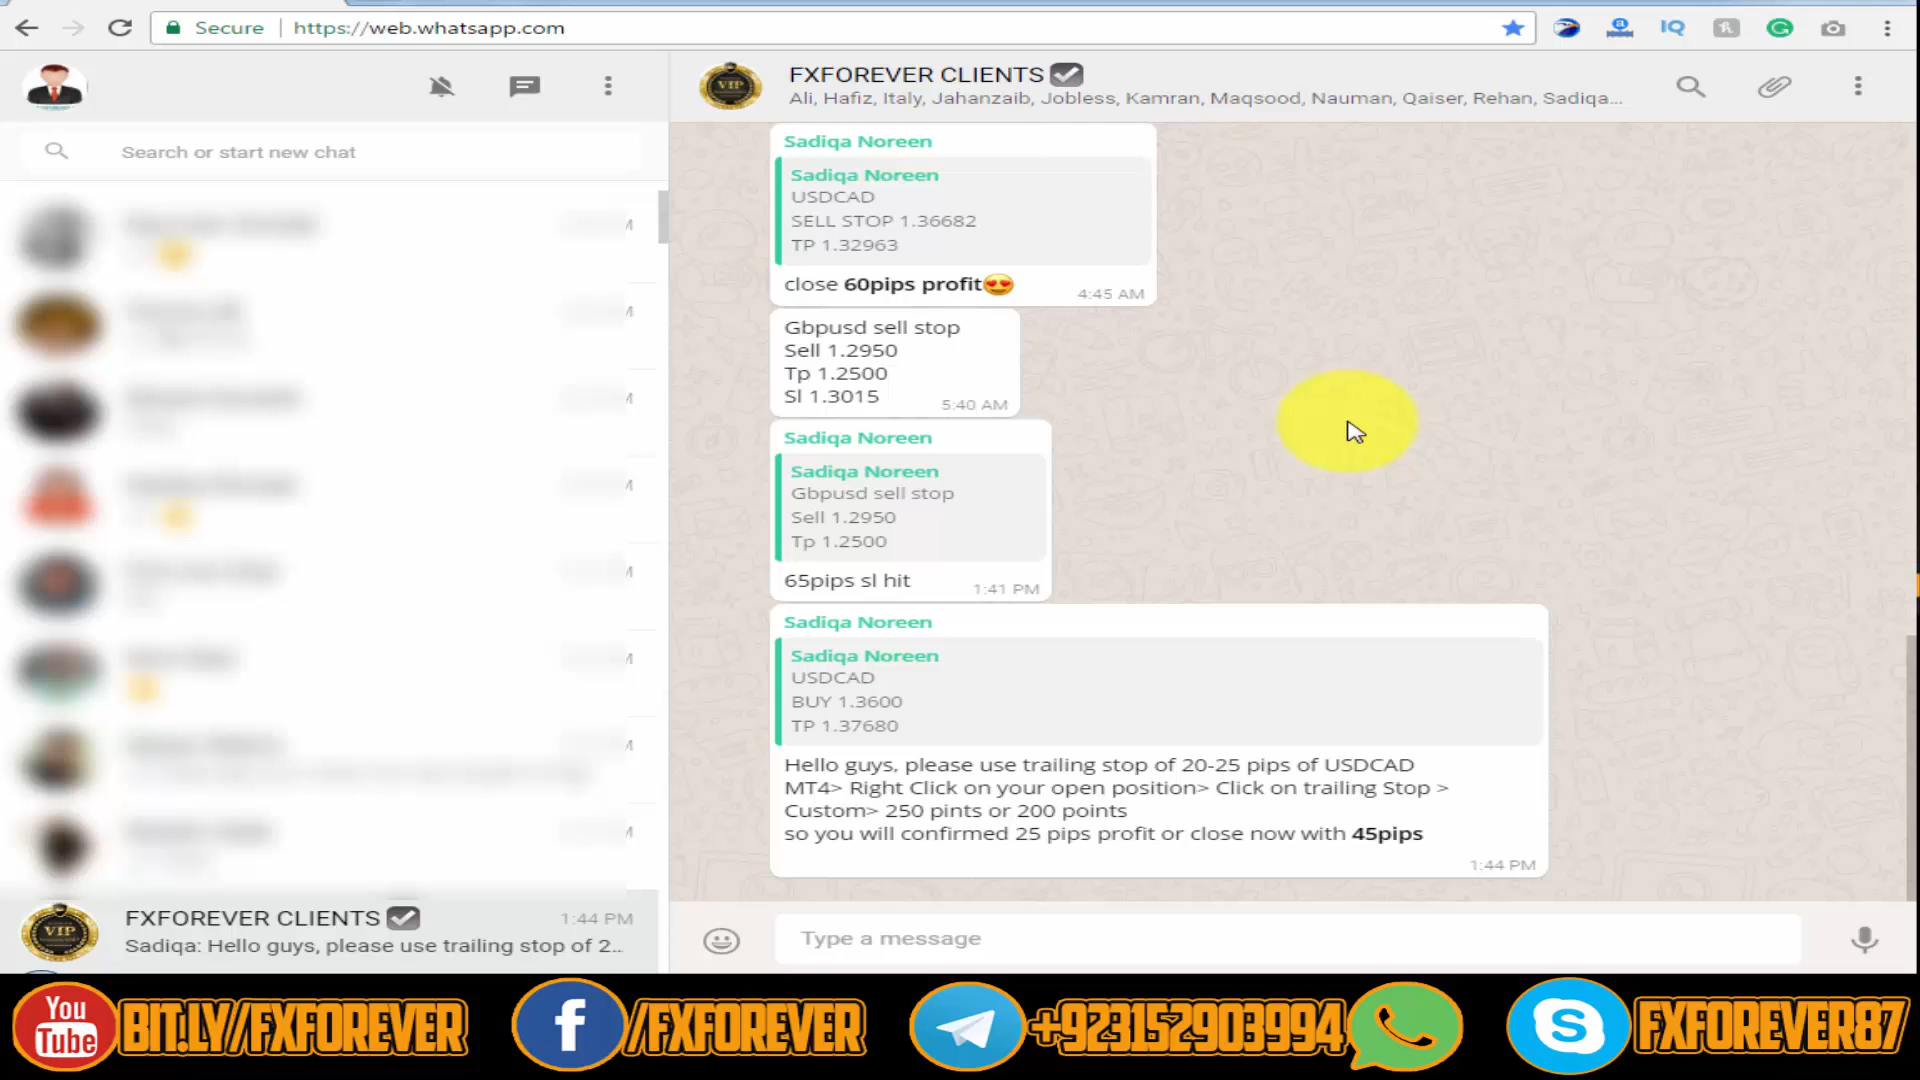 Secure
https://web.whatsapp.com
IQ
VIP
FXFOREVER CLIENTS
Ali, Hafiz, Italy, Jahanzaib, Jobless, Kamran, Maqsood, Nauman, Qaiser, Rehan, Sadiqa...
Search or start new chat
Sadiqa Noreen
Sadiqa Noreen
USDCAD
SELL STOP 1.36682
TP 1.32963
close 60pips profit😍
4:45 AM
Gbpusd sell stop
Sell 1.2950
Tp 1.2500
Sl 1.3015
5:40 AM
Sadiqa Noreen
Sadiqa Noreen
Gbpusd sell stop
Sell 1.2950
Tp 1.2500
65pips sl hit
1:41 PM
Sadiqa Noreen
Sadiqa Noreen
USDCAD
BUY 1.3600
TP 1.37680
Hello guys, please use trailing stop of 20-25 pips of USDCAD
MT4> Right Click on your open position> Click on trailing Stop >
Custom> 250 pints or 200 points
so you will confirmed 25 pips profit or close now with 45pips
1:44 PM
VIP
FXFOREVER CLIENTS
1:44 PM
Sadiqa: Hello guys, please use trailing stop of 2...
Type a message
You
Tube
BIT.LY/FXFOREVER
/FXFOREVER
+923152903994
FXFOREVER87